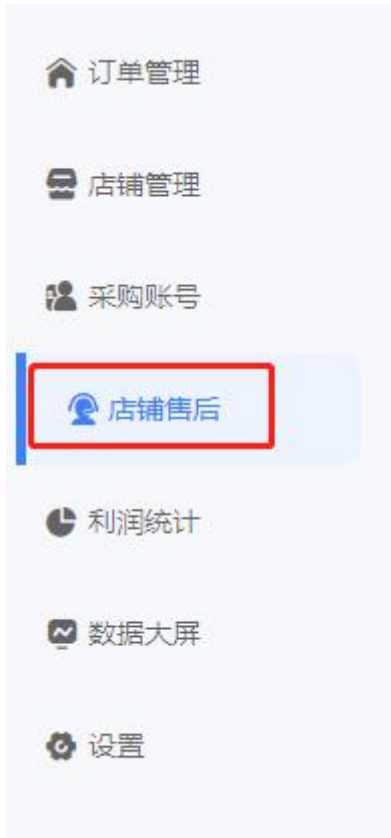 订单管理
店铺管理
采购账号
店铺售后
利润统计
数据大屏
设置